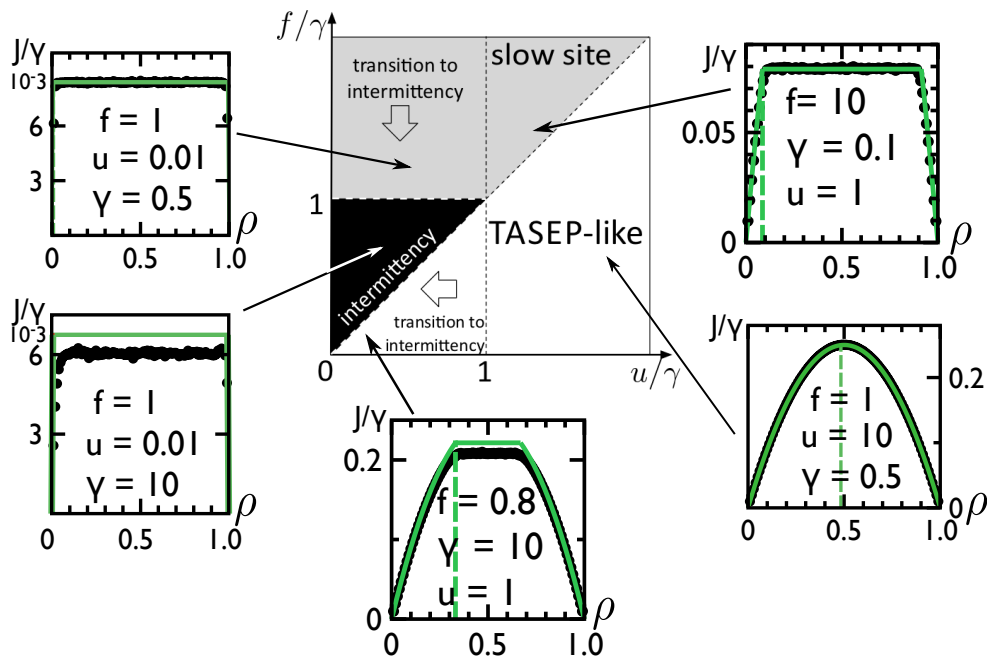 J/γ
10⁻³
6
3
f = 1
u = 0.01
γ = 0.5
0
0.5
1.0
ρ
f/γ
transition to
intermittency
slow site
1
intermittency
TASEP-like
transition to
intermittency
0
1
u/γ
J/γ
0.05
0
f= 10
γ = 0.1
u = 1
0
0.5
1.0
ρ
J/γ
10⁻³
6
3
f = 1
u = 0.01
γ = 10
0
0.5
1.0
ρ
J/γ
0.2
0
f = 0.8
γ = 10
u = 1
0
0.5
1.0
ρ
J/γ
0.2
0
f = 1
u = 10
γ = 0.5
0
0.5
1.0
ρ